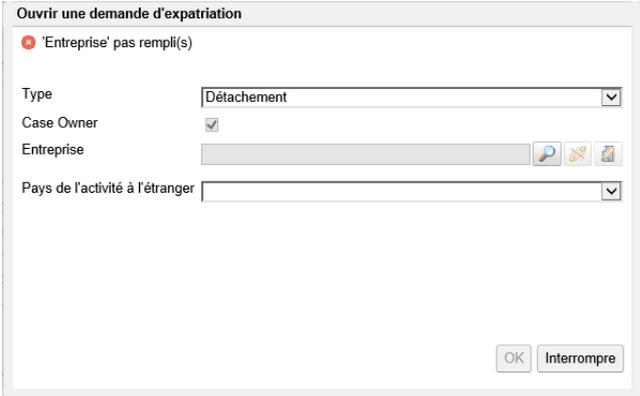 Ouvrir une demande d'expatriation
'Entreprise' pas rempli(s)
Type
Détachement
Case Owner
Entreprise
Pays de l'activité à l'étranger
OK
Interrompre